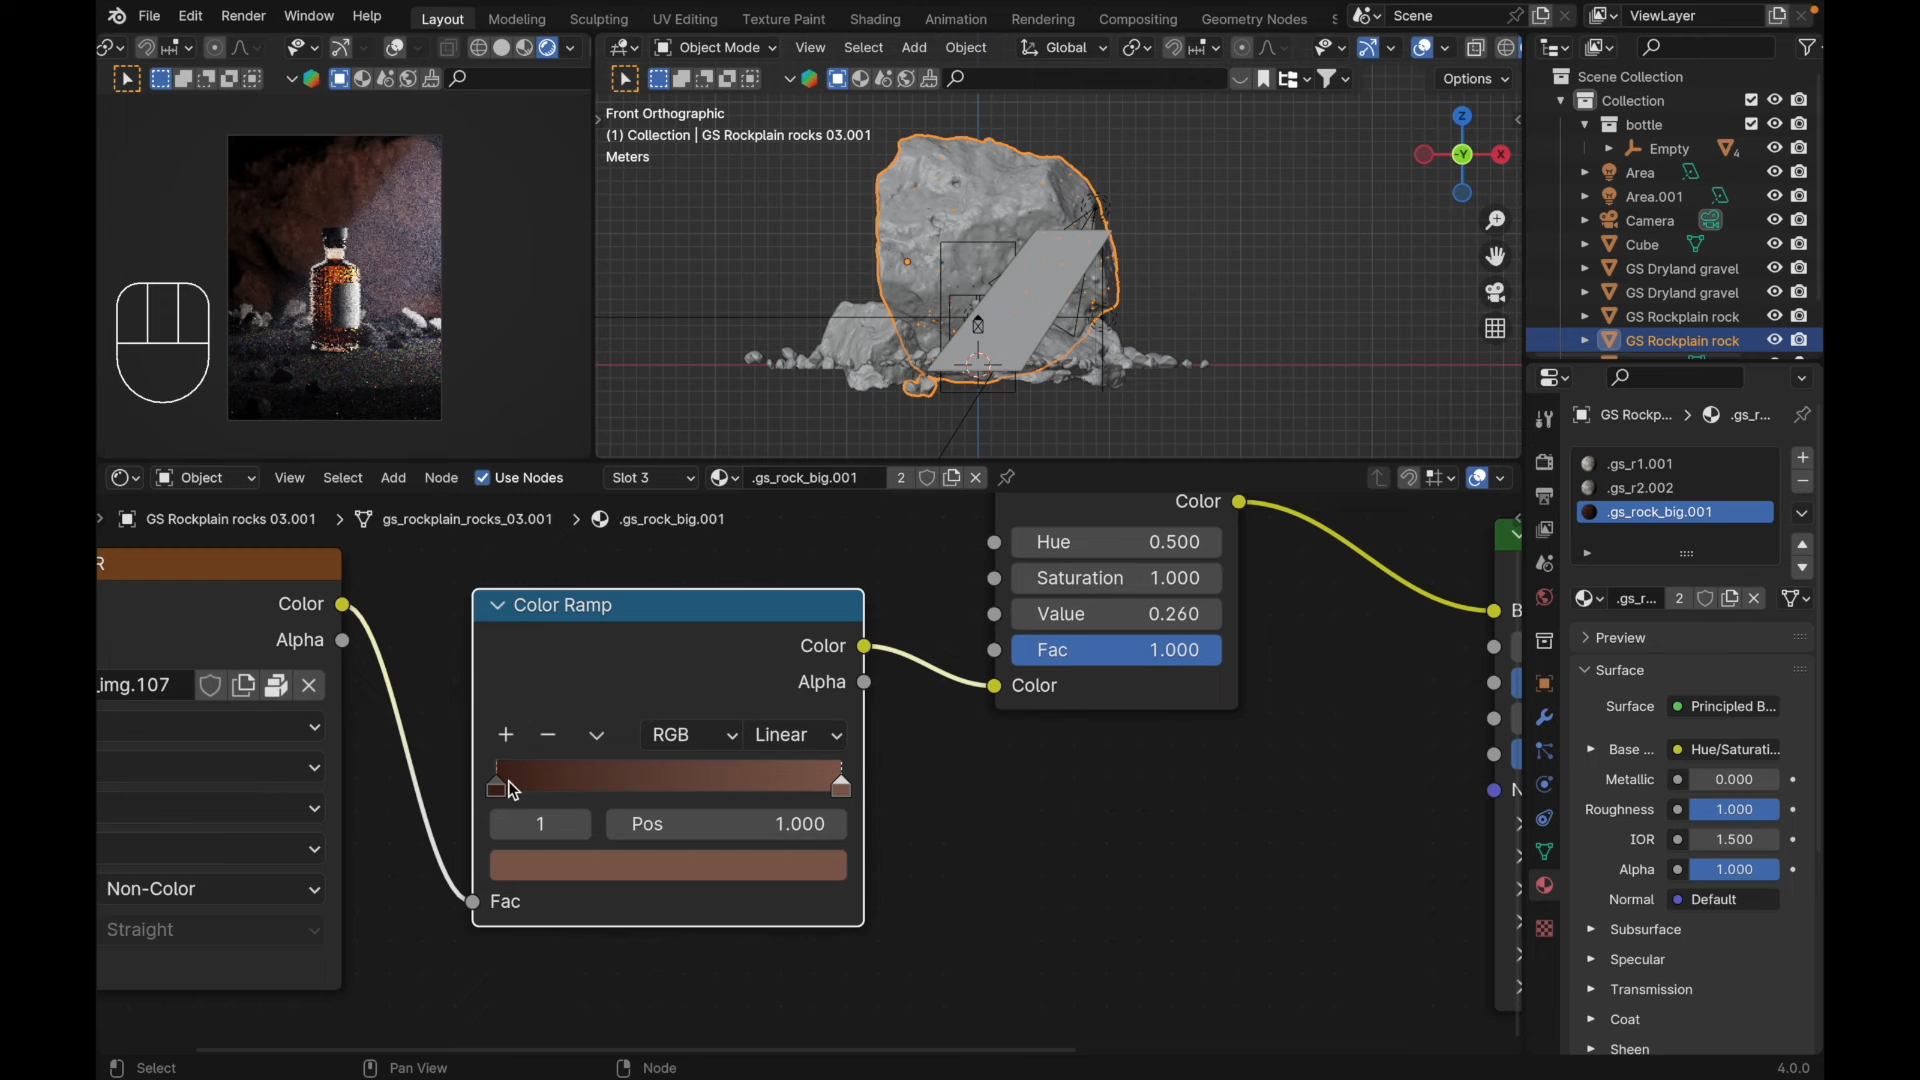 File Edit Render Window Help Layout Modeling Sculpting UV Editing Texture Paint Shading Animation Rendering Compositing Geometry Nodes Scene ViewLayer
Object Mode View Select Add Object Global
Options
Front Orthographic
(1) Collection | GS Rockplain rocks 03.001
Meters
Z
-Y
X
Scene Collection
Collection
bottle
Empty 4
Area
Area.001
Camera
Cube
GS Dryland gravel
GS Dryland gravel
GS Rockplain rock
GS Rockplain rock
GS Rockp... > .gs_r...
.gs_r1.001
.gs_r2.002
.gs_rock_big.001
.gs_r... 2
Preview
Surface
Surface Principled B...
Base ... Hue/Saturati...
Metallic 0.000
Roughness 1.000
IOR 1.500
Alpha 1.000
Normal Default
Subsurface
Specular
Transmission
Coat
Sheen
Object View Select Add Node Use Nodes Slot 3 .gs_rock_big.001 2
GS Rockplain rocks 03.001 > gs_rockplain_rocks_03.001 > .gs_rock_big.001
R
Color
Alpha
_img.107
Non-Color
Straight
Color Ramp
Color
Alpha
RGB Linear
1 Pos 1.000
Fac
Color
Hue 0.500
Saturation 1.000
Value 0.260
Fac 1.000
Color
B
Select Pan View Node 4.0.0